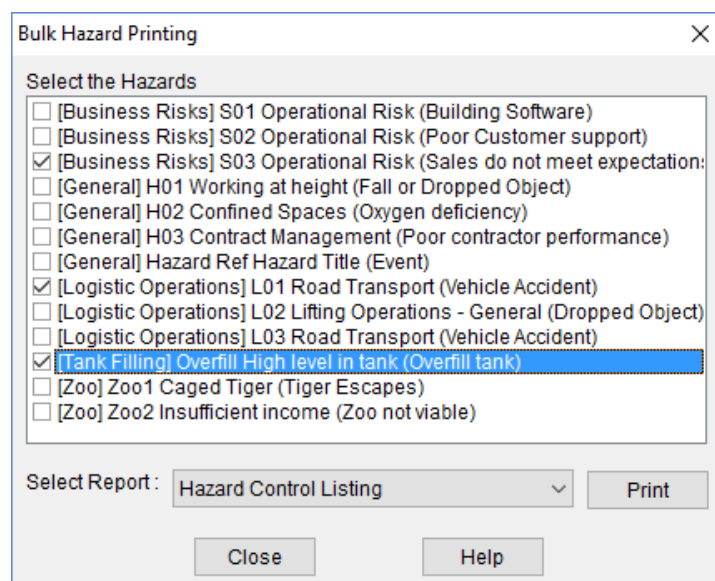 Bulk Hazard Printing
Select the Hazards
[Business Risks] S01 Operational Risk (Building Software)
[Business Risks] S02 Operational Risk (Poor Customer support)
[Business Risks] S03 Operational Risk (Sales do not meet expectations
[General] H01 Working at height (Fall or Dropped Object)
[General] H02 Confined Spaces (Oxygen deficiency)
[General] H03 Contract Management (Poor contractor performance)
[General] Hazard Ref Hazard Title (Event)
[Logistic Operations] L01 Road Transport (Vehicle Accident)
[Logistic Operations] L02 Lifting Operations - General (Dropped Object)
[Logistic Operations] L03 Road Transport (Vehicle Accident)
[Tank Filling] Overfill High level in tank (Overfill tank)
[Zoo] Zoo1 Caged Tiger (Tiger Escapes)
[Zoo] Zoo2 Insufficient income (Zoo not viable)
Select Report : Hazard Control Listing Print
Close Help